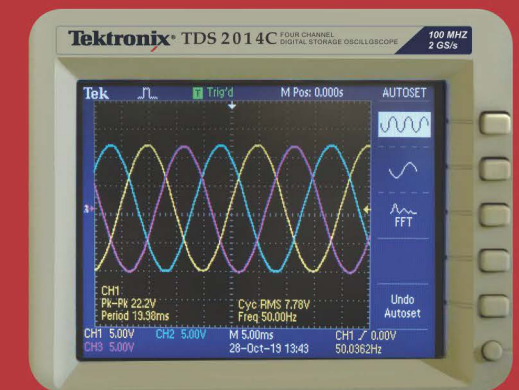 Tektronix® TDS 2014C FOUR CHANNEL
DIGITAL STORAGE OSCILLOSCOPE
100 MHZ
2 GS/s
Tek T Trig'd M Pos: 0.000s AUTOSET
FFT
CH1
Pk-Pk 22.2V Cyc RMS 7.78V
Period 19.98ms Freq 50.00Hz
Undo
Autoset
CH1 5.00V CH2 5.00V M 5.00ms CH1 0.00V
CH3 5.00V 28-Oct-19 13:43 50.0362Hz